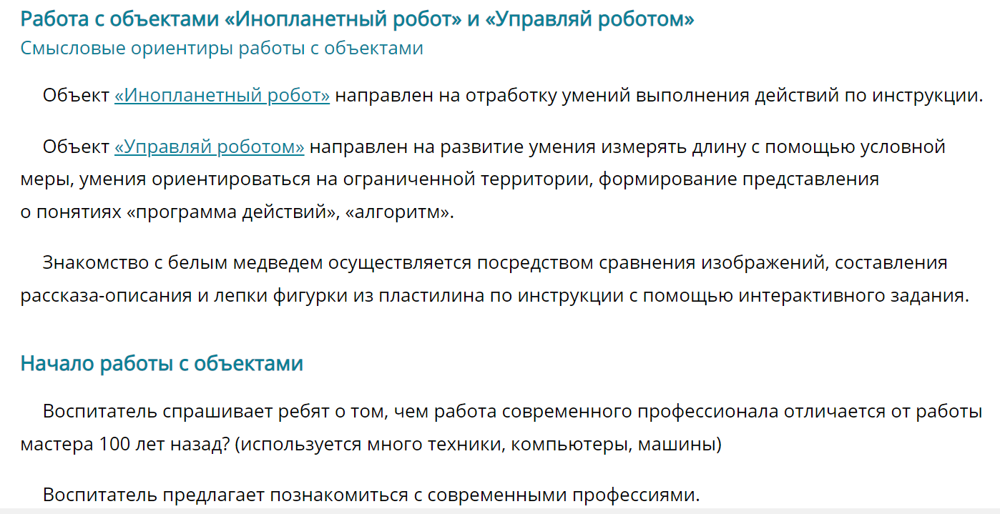 Работа с объектами «Инопланетный робот» и «Управляй роботом»
Смысловые ориентиры работы с объектами
Объект «Инопланетный робот» направлен на отработку умений выполнения действий по инструкции.
Объект «Управляй роботом» направлен на развитие умения измерять длину с помощью условной
меры, умения ориентироваться на ограниченной территории, формирование представления
о понятиях «программа действий», «алгоритм».
Знакомство с белым медведем осуществляется посредством сравнения изображений, составления
рассказа-описания и лепки фигурки из пластилина по инструкции с помощью интерактивного задания.
Начало работы с объектами
Воспитатель спрашивает ребят о том, чем работа современного профессионала отличается от работы
мастера 100 лет назад? (используется много техники, компьютеры, машины)
Воспитатель предлагает познакомиться с современными профессиями.